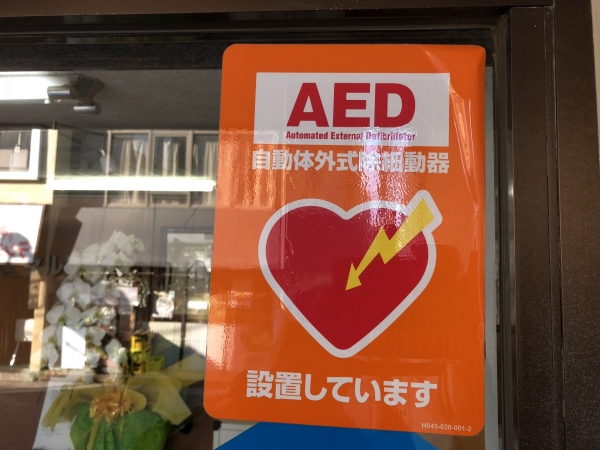 AED
Automated External Defibrillator
自動体外式除細動器
設置しています
H045-020-001-2